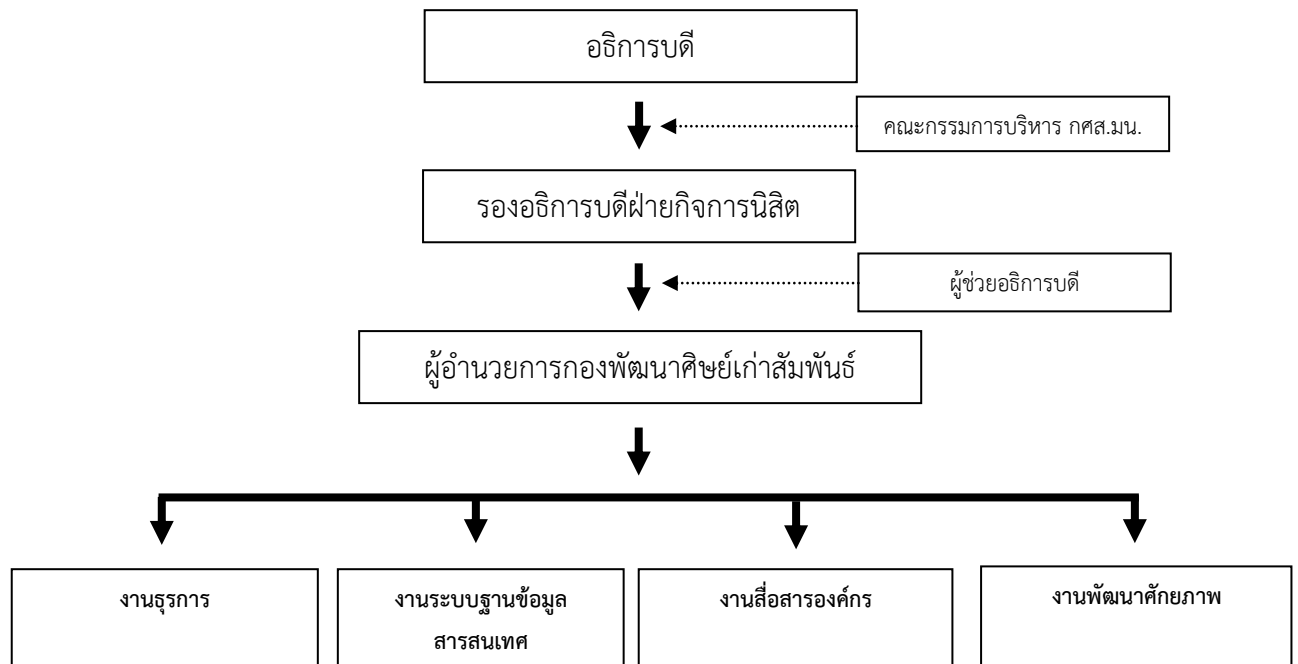 อธิการบดี
คณะกรรมการบริหาร กศส.มน.
รองอธิการบดีฝ่ายกิจการนิสิต
ผู้ช่วยอธิการบดี
ผู้อำนวยการกองพัฒนาศิษย์เก่าสัมพันธ์
งานธุรการ
งานระบบฐานข้อมูล
สารสนเทศ
งานสื่อสารองค์กร
งานพัฒนาศักยภาพ